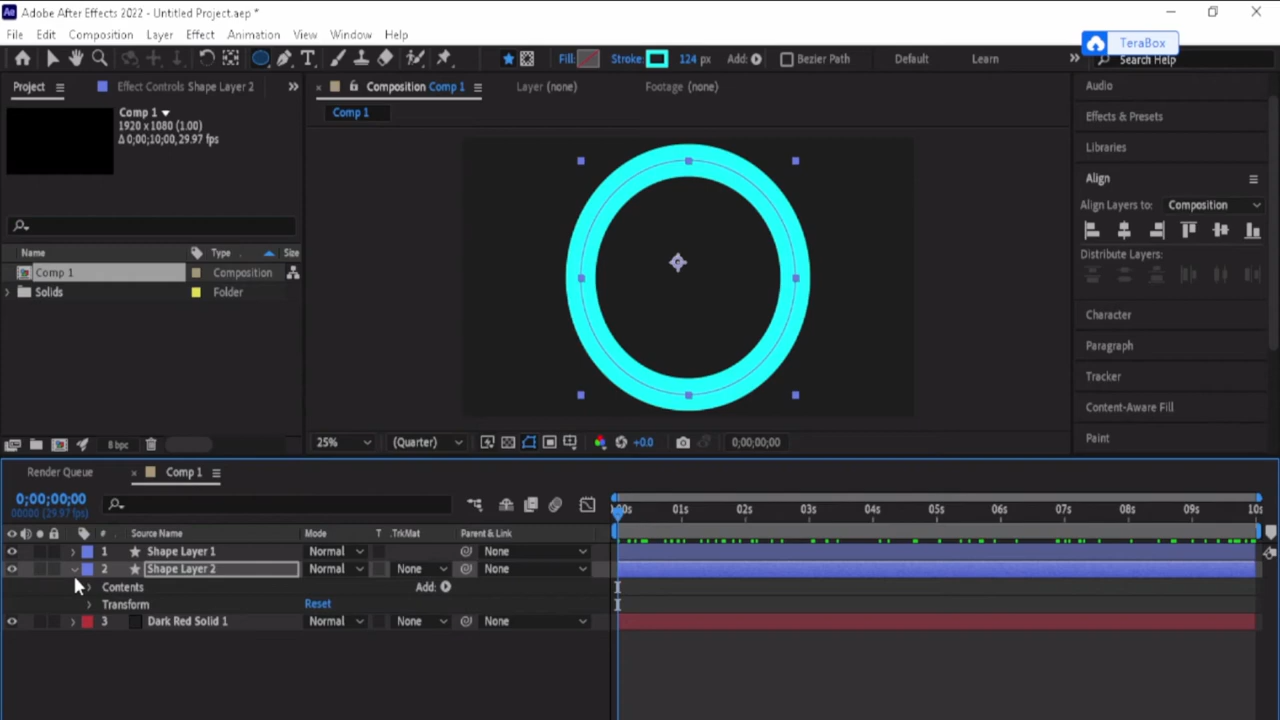 Adobe After Effects 2022 - Untitled Project.aep *
File Edit Composition Layer Effect Animation View Window Help
TeraBox
Fill: Stroke: 124 px Add: Bezier Path Default Learn Search Help
Project Effect Controls Shape Layer 2
Composition Comp 1 Layer (none) Footage (none)
Comp 1
Comp 1
1920 x 1080 (1.00)
Δ 0;00;10;00, 29.97 fps
Name Type Size
Comp 1 Composition
Solids Folder
8 bpc
25% (Quarter) +0.0 0;00;00;00
Audio
Effects & Presets
Libraries
Align
Align Layers to: Composition
Distribute Layers:
Character
Paragraph
Tracker
Content-Aware Fill
Paint
Render Queue Comp 1
0;00;00;00
00000 (29.97 fps)
:00s 01s 02s 03s 04s 05s 06s 07s 08s 09s 10s
# Source Name Mode T .TrkMat Parent & Link
1 Shape Layer 1 Normal None
2 Shape Layer 2 Normal None None
Contents Add:
Transform Reset
3 Dark Red Solid 1 Normal None None